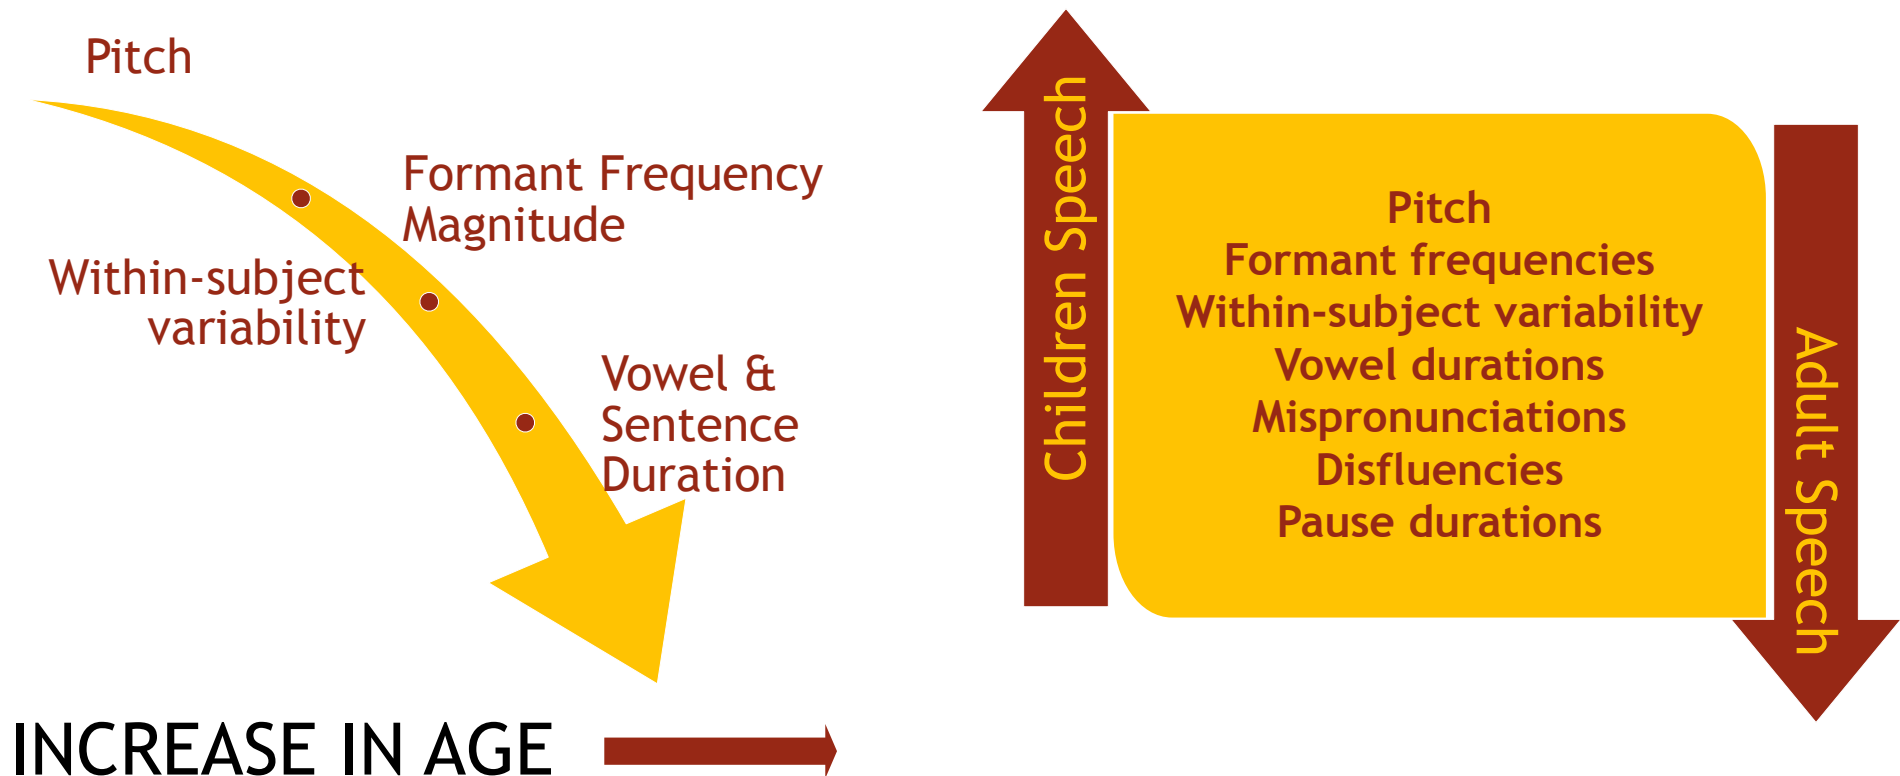 Pitch
Formant Frequency
Magnitude
Within-subject
variability
Vowel &
Sentence
Duration
INCREASE IN AGE
Children Speech
Pitch
Formant frequencies
Within-subject variability
Vowel durations
Mispronunciations
Disfluencies
Pause durations
Adult Speech